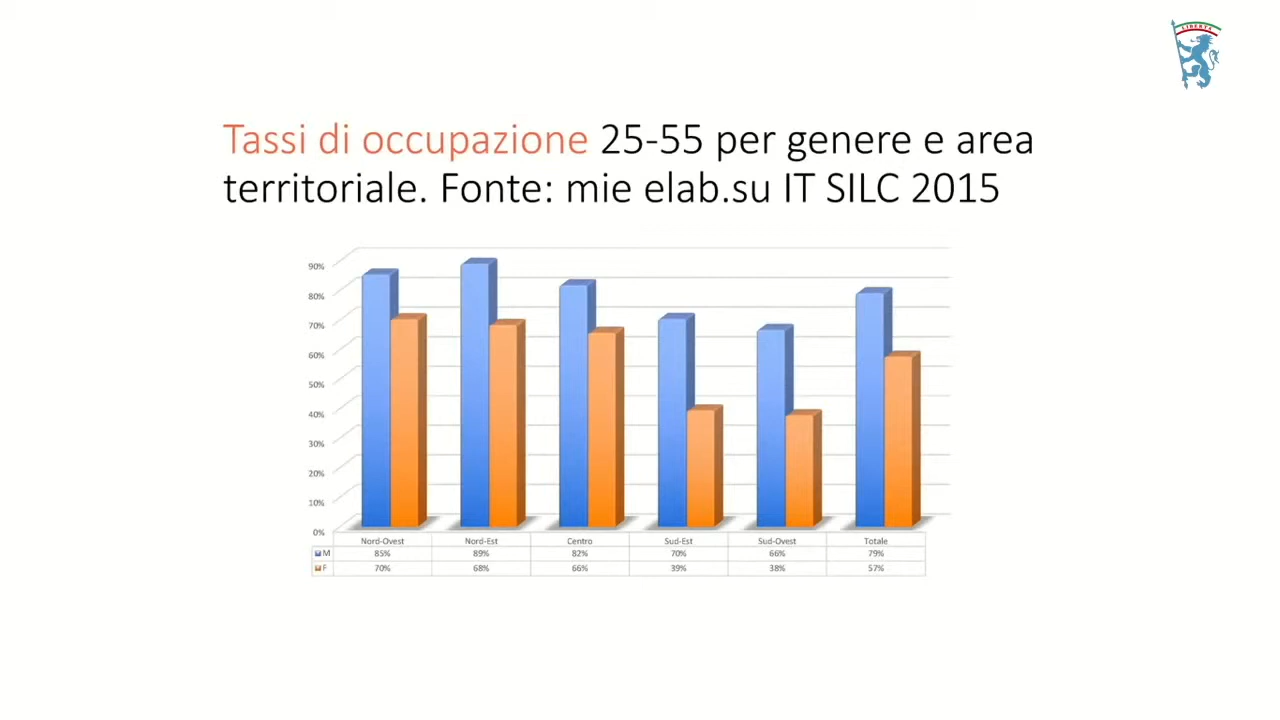 LIBERTÀ
Tassi di occupazione 25-55 per genere e area
territoriale. Fonte: mie elab.su IT SILC 2015
90%
80%
70%
60%
50%
40%
30%
20%
10%
0%
Nord-Ovest Nord-Est Centro Sud-Est Sud-Ovest Totale
M 85% 89% 82% 70% 66% 79%
F 70% 68% 66% 39% 38% 57%